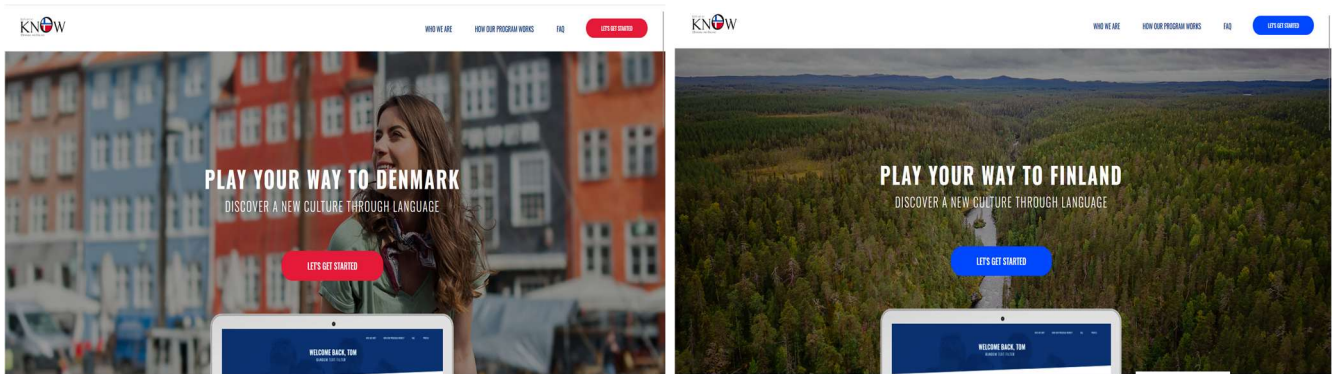 KNOW
WHO WE ARE
HOW OUR PROGRAM WORKS
FAQ
LET'S GET STARTED
PLAY YOUR WAY TO DENMARK
DISCOVER A NEW CULTURE THROUGH LANGUAGE
LET'S GET STARTED
WELCOME BACK, TOM
KNOW
WHO WE ARE
HOW OUR PROGRAM WORKS
FAQ
LET'S GET STARTED
PLAY YOUR WAY TO FINLAND
DISCOVER A NEW CULTURE THROUGH LANGUAGE
LET'S GET STARTED
WELCOME BACK, TOM